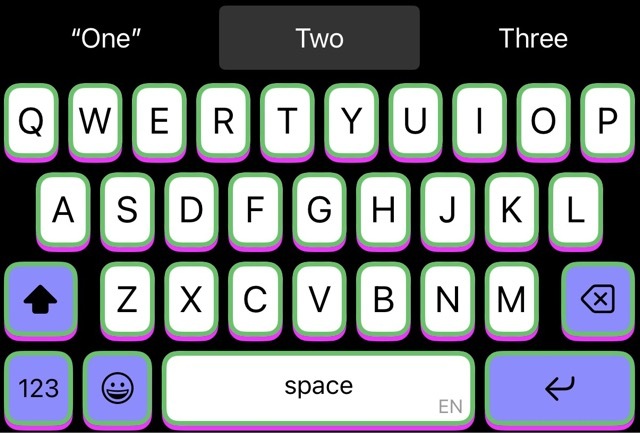 “One” Two Three
Q W E R T Y U I O P
A S D F G H J K L
Z X C V B N M
123 space EN